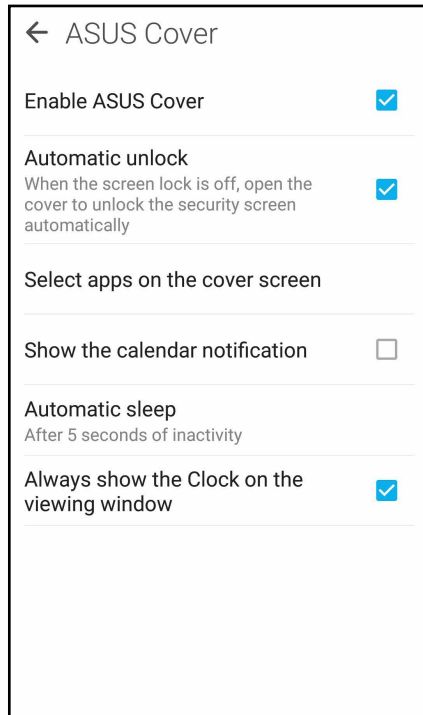 ASUS Cover
Enable ASUS Cover
Automatic unlock
When the screen lock is off, open the
cover to unlock the security screen
automatically
Select apps on the cover screen
Show the calendar notification
Automatic sleep
After 5 seconds of inactivity
Always show the Clock on the
viewing window